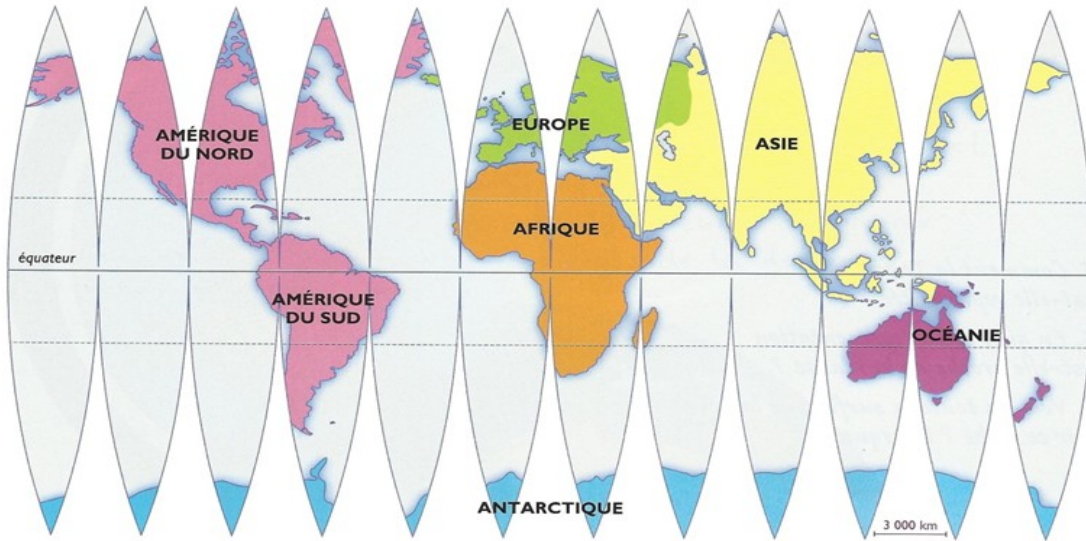 AMÉRIQUE
DU NORD
EUROPE
ASIE
AFRIQUE
équateur
AMÉRIQUE
DU SUD
OCÉANIE
ANTARCTIQUE
3 000 km